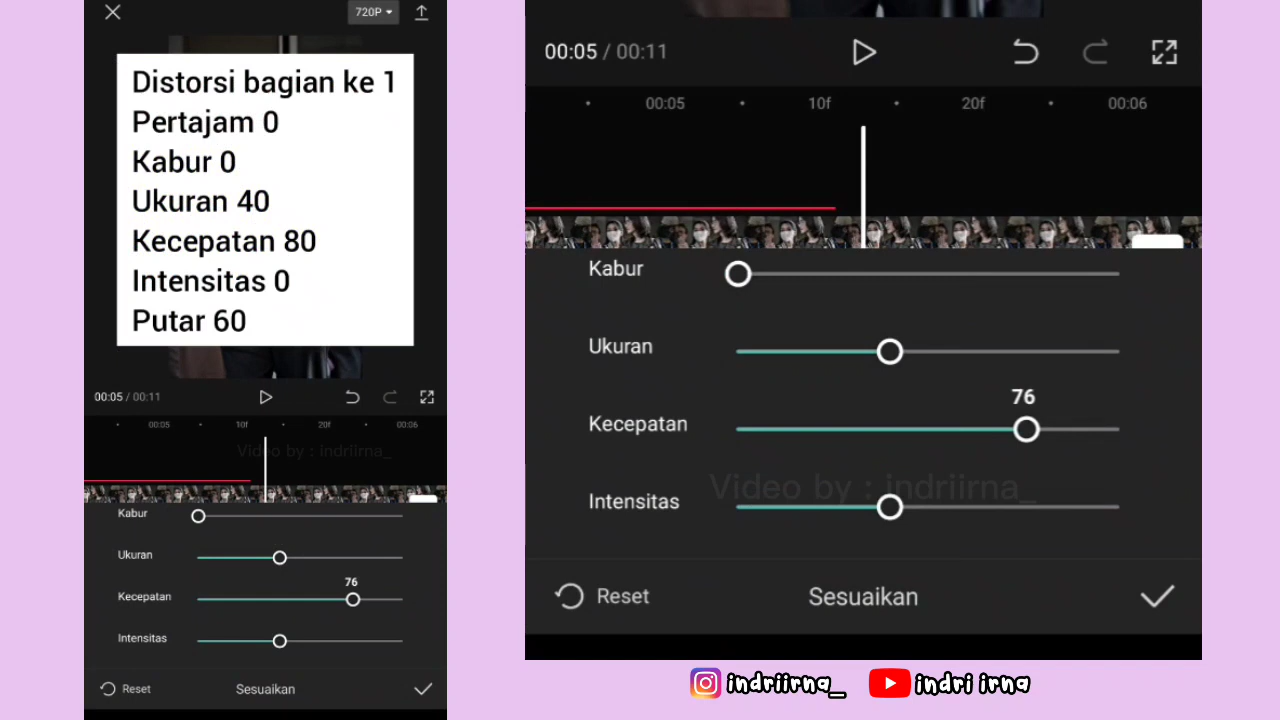 720P
Distorsi bagian ke 1
Pertajam 0
Kabur 0
Ukuran 40
Kecepatan 80
Intensitas 0
Putar 60
00:05 / 00:11
00:05 10f 20f 00:06
Video by : indriirna_
Kabur
Ukuran
76
Kecepatan
Intensitas
Reset Sesuaikan
00:05 / 00:11
00:05 10f 20f 00:06
Kabur
Ukuran
76
Kecepatan
Video by : indriirna_
Intensitas
Reset Sesuaikan
indriirna_ indri irna